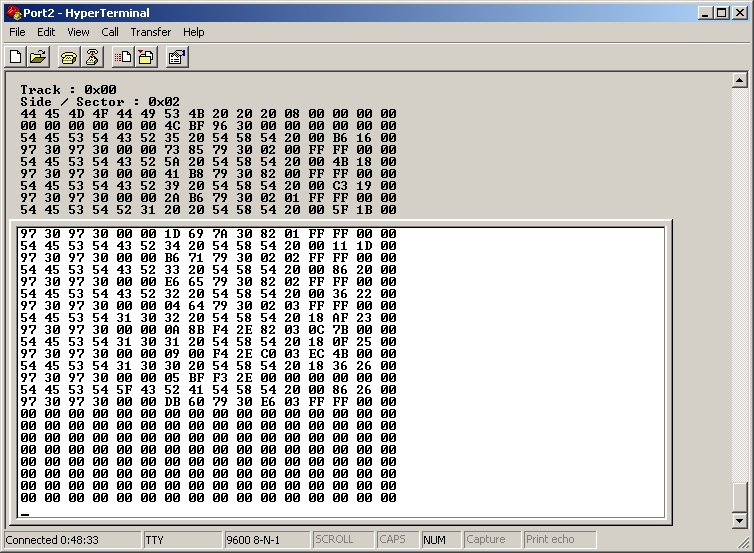 Port2 - HyperTerminal
File Edit View Call Transfer Help
Track : 0x00
Side / Sector : 0x02
44 45 4D 4F 44 49 53 4B 20 20 20 08 00 00 00 00
00 00 00 00 00 00 4C BF 96 30 00 00 00 00 00 00
54 45 53 54 43 52 35 20 54 58 54 20 00 B6 16 00
97 30 97 30 00 00 73 85 79 30 02 00 FF FF 00 00
54 45 53 54 43 52 5A 20 54 58 54 20 00 4B 18 00
97 30 97 30 00 00 41 B8 79 30 82 00 FF FF 00 00
54 45 53 54 43 52 39 20 54 58 54 20 00 C3 19 00
97 30 97 30 00 00 2A B6 79 30 02 01 FF FF 00 00
54 45 53 54 52 31 20 20 54 58 54 20 00 5F 1B 00
97 30 97 30 00 00 1D 69 7A 30 82 01 FF FF 00 00
54 45 53 54 43 52 34 20 54 58 54 20 00 11 1D 00
97 30 97 30 00 00 B6 71 79 30 02 02 FF FF 00 00
54 45 53 54 43 52 33 20 54 58 54 20 00 86 20 00
97 30 97 30 00 00 E6 65 79 30 82 02 FF FF 00 00
54 45 53 54 43 52 32 20 54 58 54 20 00 36 22 00
97 30 97 30 00 00 04 64 79 30 02 03 FF FF 00 00
54 45 53 54 31 30 32 20 54 58 54 20 18 AF 23 00
97 30 97 30 00 00 0A 8B F4 2E 82 03 0C 7B 00 00
54 45 53 54 31 30 31 20 54 58 54 20 18 0F 25 00
97 30 97 30 00 00 09 00 F4 2E C0 03 EC 4B 00 00
54 45 53 54 31 30 30 20 54 58 54 20 18 36 26 00
97 30 97 30 00 00 05 BF F3 2E 00 00 00 00 00 00
54 45 53 54 5F 43 52 41 54 58 54 20 00 86 26 00
97 30 97 30 00 00 DB 60 79 30 E6 03 FF FF 00 00
00 00 00 00 00 00 00 00 00 00 00 00 00 00 00 00
00 00 00 00 00 00 00 00 00 00 00 00 00 00 00 00
00 00 00 00 00 00 00 00 00 00 00 00 00 00 00 00
00 00 00 00 00 00 00 00 00 00 00 00 00 00 00 00
00 00 00 00 00 00 00 00 00 00 00 00 00 00 00 00
00 00 00 00 00 00 00 00 00 00 00 00 00 00 00 00
00 00 00 00 00 00 00 00 00 00 00 00 00 00 00 00
00 00 00 00 00 00 00 00 00 00 00 00 00 00 00 00
Connected 0:48:33 TTY 9600 8-N-1 SCROLL CAPS NUM Capture Print echo